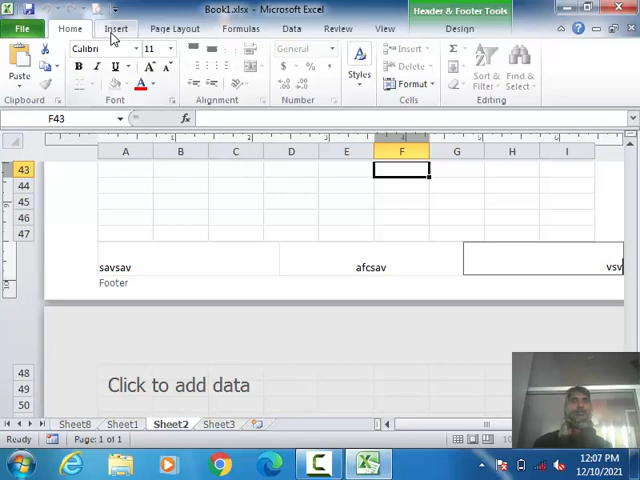 Book1.xlsx - Microsoft Excel
Header & Footer Tools
File Home Insert Page Layout Formulas Data Review View Design
Paste
Clipboard
Calibri 11
B I U
A A
A
Font
Alignment
General
$ % ,
Number
Styles
Insert
Delete
Format
Cells
Σ
Sort &
Filter
Find &
Select
Editing
F43
fx
A B C D E F G H I
43
44
45
46
47
savsav afcsav vsv
Footer
48
49
50
Click to add data
Sheet8 Sheet1 Sheet2 Sheet3
Ready Page: 1 of 1 10
12:07 PM
12/10/2021